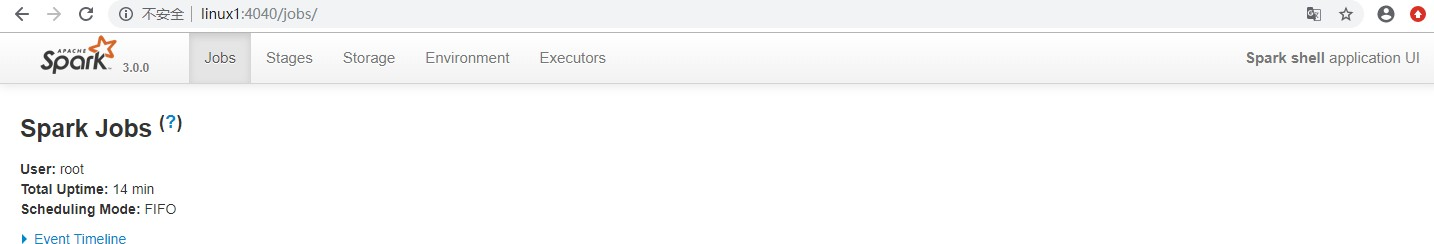 不安全 linux1:4040/jobs/
APACHE Spark 3.0.0 Jobs Stages Storage Environment Executors Spark shell application UI
Spark Jobs (?)
User: root
Total Uptime: 14 min
Scheduling Mode: FIFO
Event Timeline